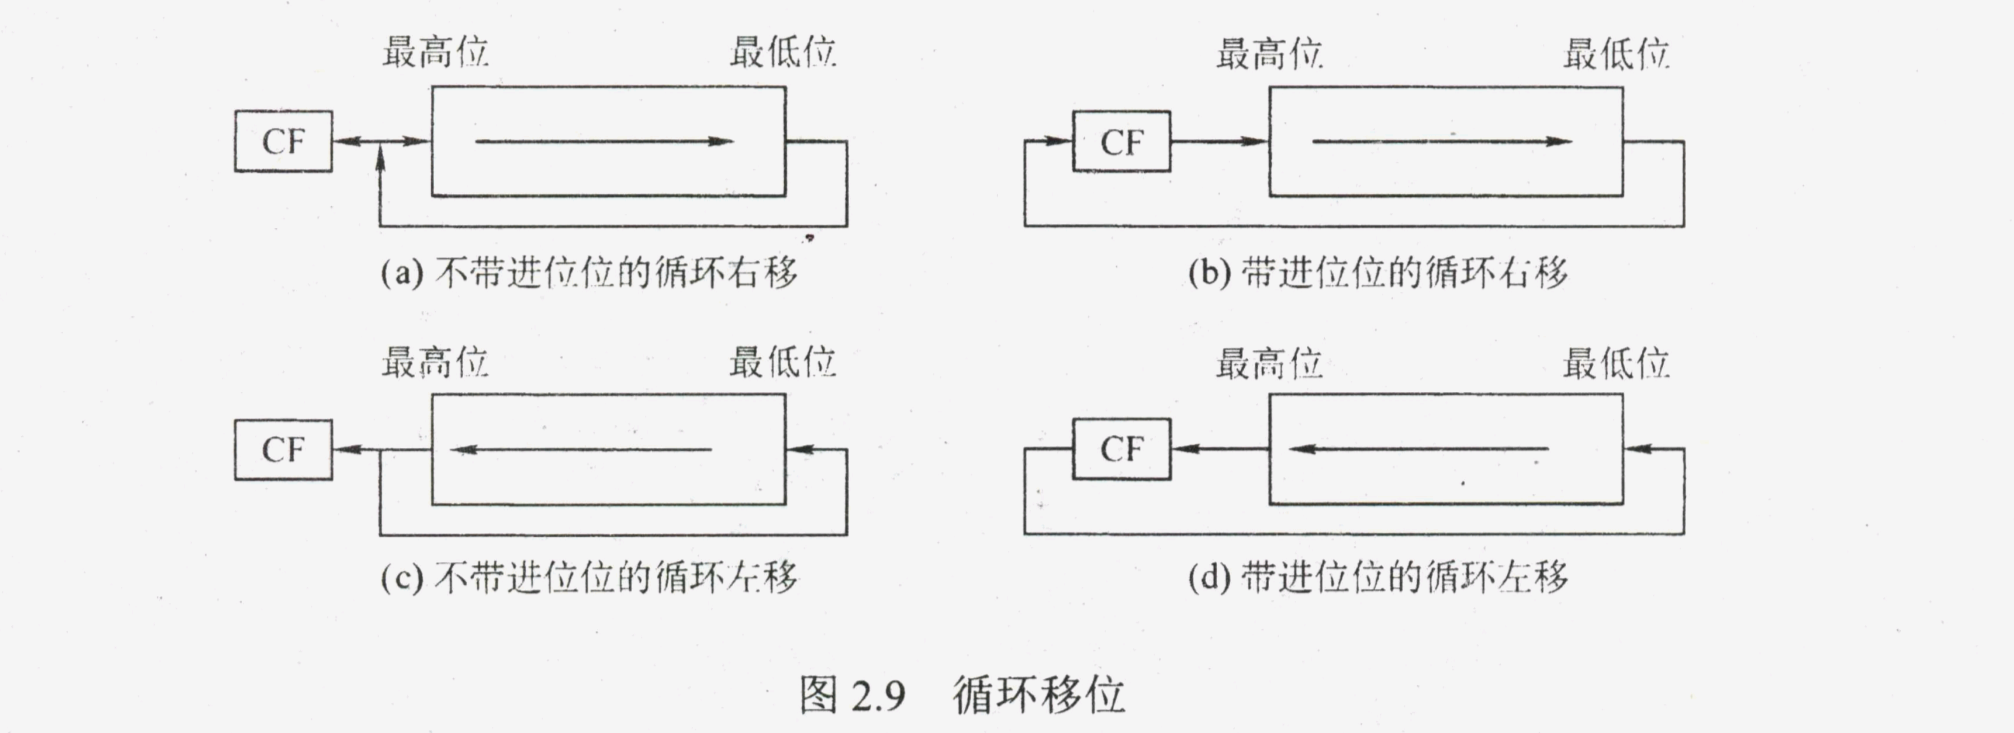 最高位 最低位 最高位 最低位
CF CF
(a) 不带进位位的循环右移 (b) 带进位位的循环右移
最高位 最低位 最高位 最低位
CF CF
(c) 不带进位位的循环左移 (d) 带进位位的循环左移
图 2.9 循环移位